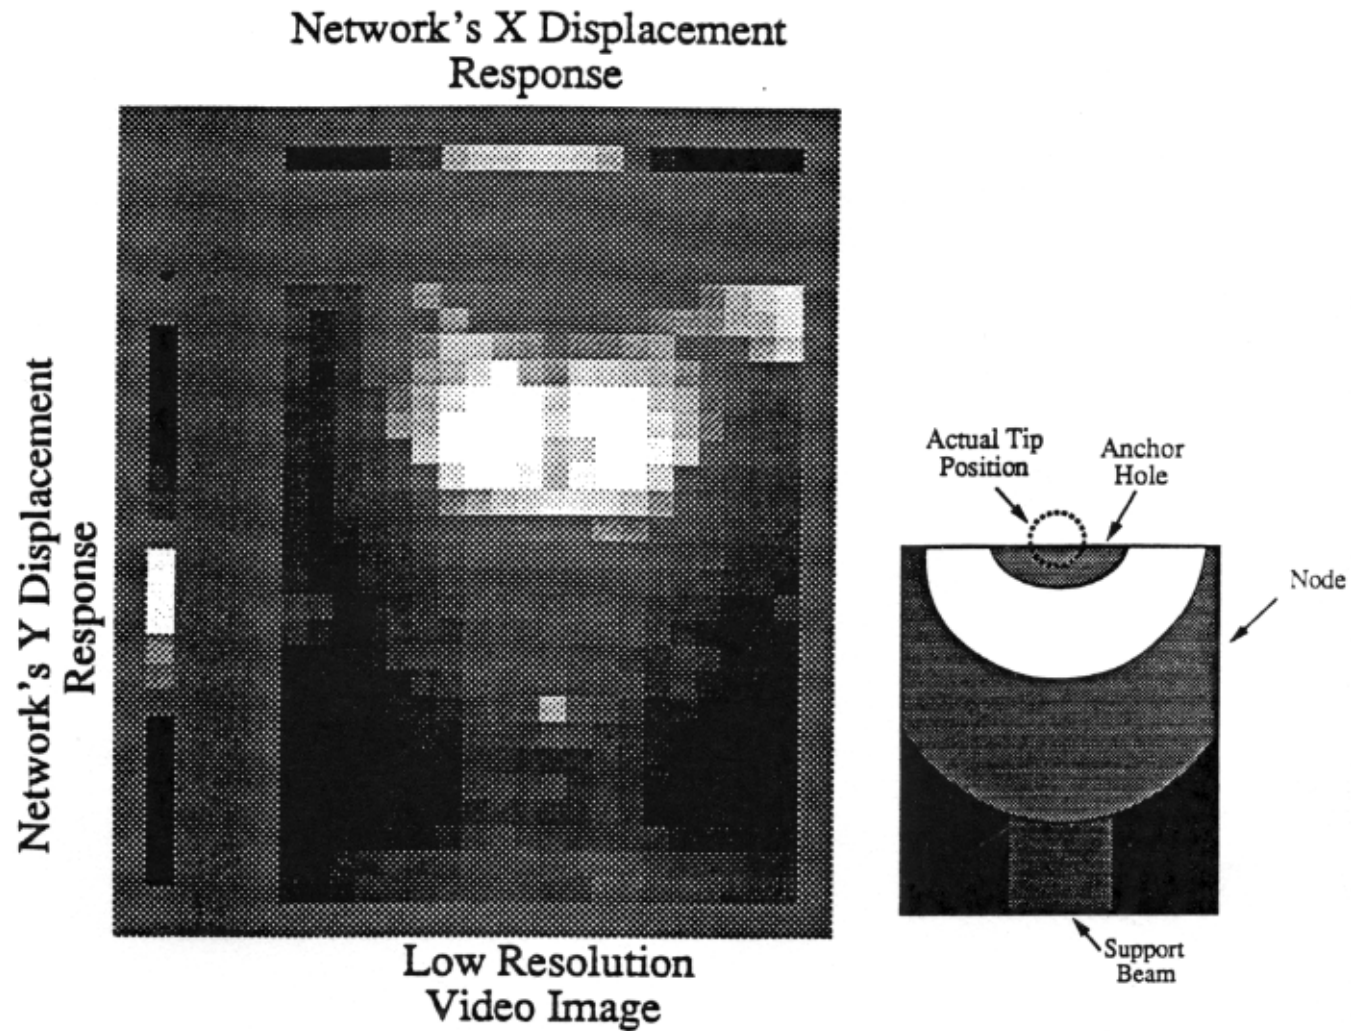 Network's X Displacement
Response
Network's Y Displacement
Response
Low Resolution
Video Image
Actual Tip
Position
Anchor
Hole
Node
Support
Beam